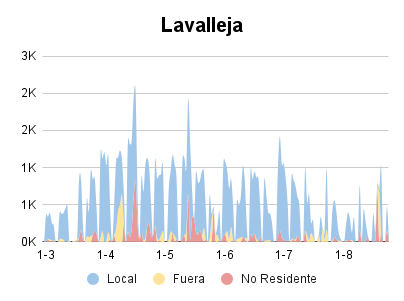 Lavalleja
3K
2K
2K
1K
1K
0K
1-3 1-4 1-5 1-6 1-7 1-8
Local Fuera No Residente